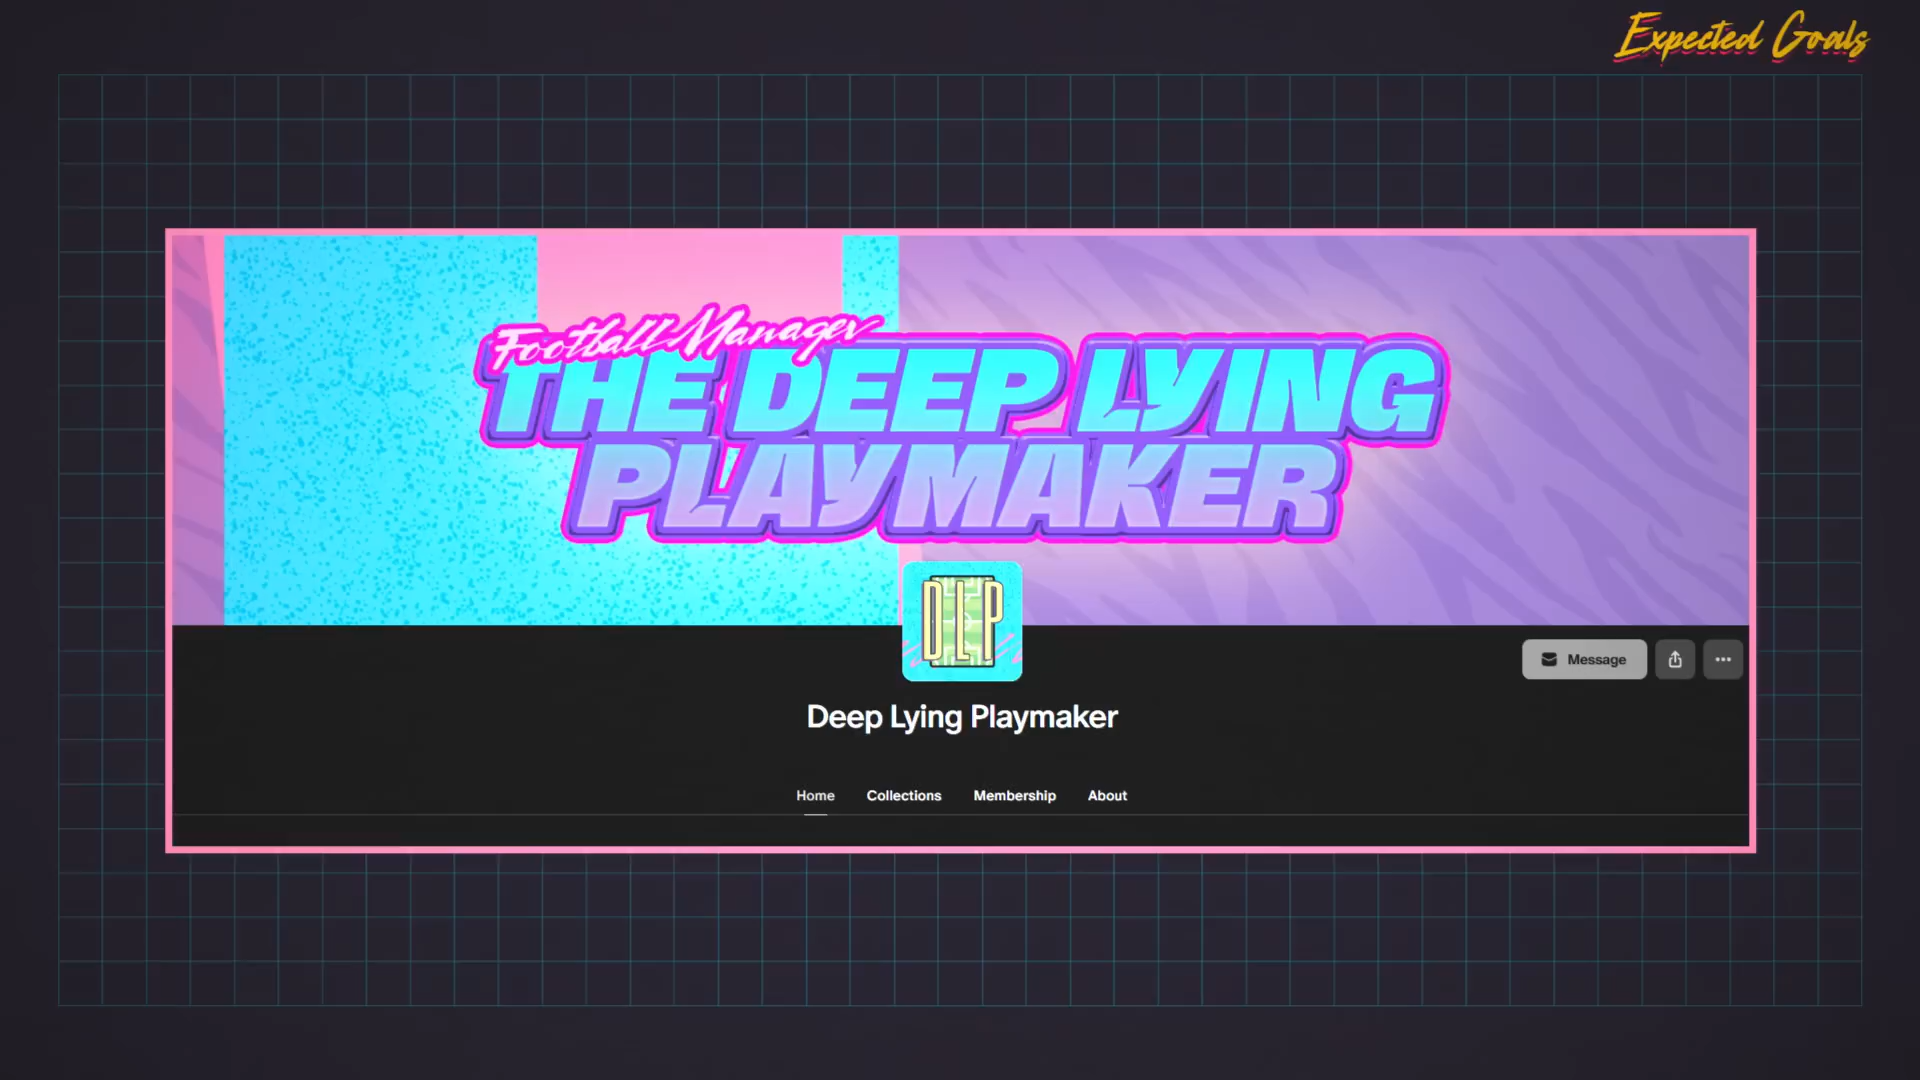 Expected Goals
Football Manager
THE DEEP LYING
PLAYMAKER
DLP
Message
Deep Lying Playmaker
Home
Collections
Membership
About